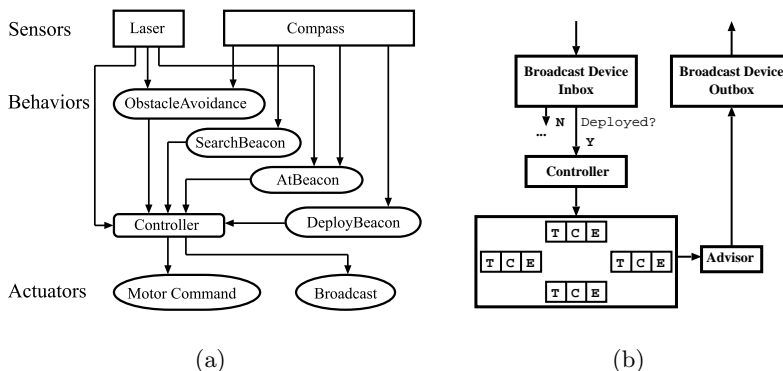 Sensors
Laser
Compass
Behaviors
ObstacleAvoidance
SearchBeacon
AtBeacon
DeployBeacon
Controller
Actuators
Motor Command
Broadcast
(a)
Broadcast Device
Inbox
Broadcast Device
Outbox
N
Deployed?
...
Y
Controller
T C E
T C E
T C E
T C E
Advisor
(b)